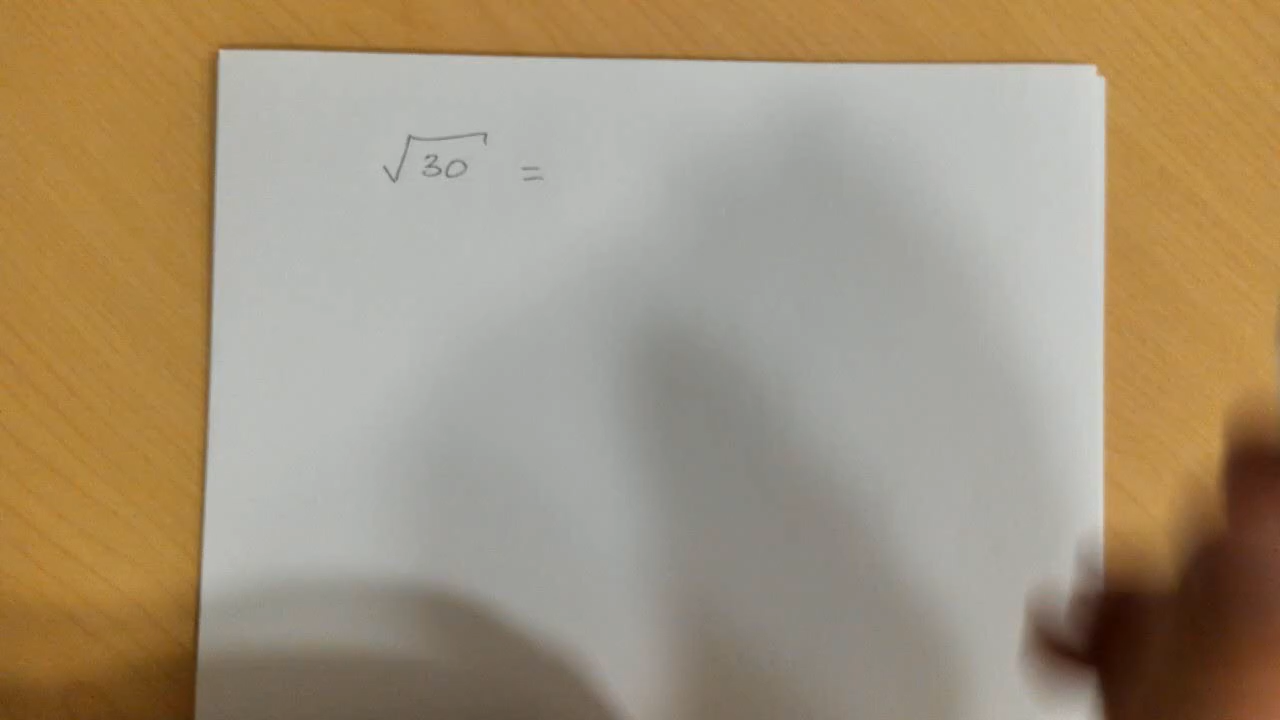 √30 =